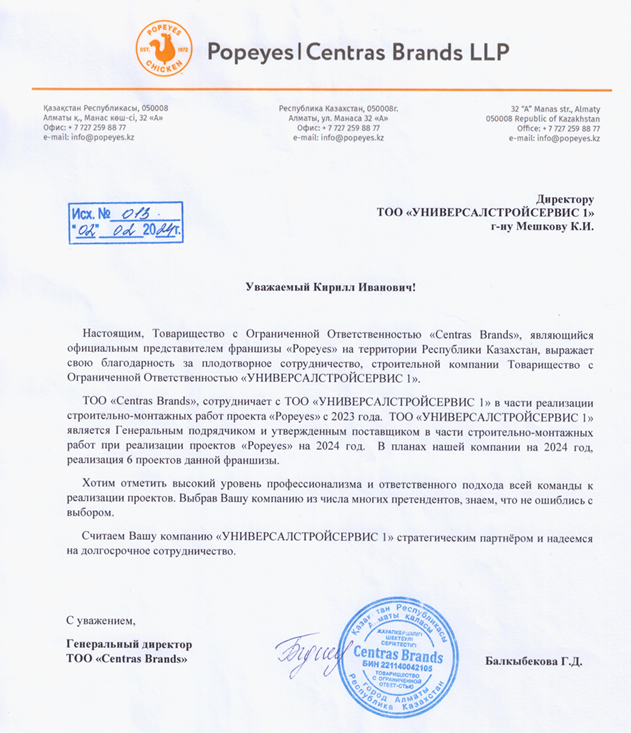 POPEYES
EST. 1972
CHICKEN
Popeyes | Centras Brands LLP
Қазақстан Республикасы, 050008
Алматы қ., Манас көш-сі, 32 «А»
Офис: + 7 727 259 88 77
e-mail: info@popeyes.kz
Республика Казахстан, 050008г.
Алматы, ул. Манаса 32 «А»
Офис: + 7 727 259 88 77
e-mail: info@popeyes.kz
32 "A" Manas str., Almaty
050008 Republic of Kazakhstan
Office: + 7 727 259 88 77
e-mail: info@popeyes.kz
Исх. № 013
"02" 02 2024г.
Директору
ТОО «УНИВЕРСАЛСТРОЙСЕРВИС 1»
г-ну Мешкову К.И.
Уважаемый Кирилл Иванович!
Настоящим, Товарищество с Ограниченной Ответственностью «Centras Brands», являющийся
официальным представителем франшизы «Popeyes» на территории Республики Казахстан, выражает
свою благодарность за плодотворное сотрудничество, строительной компании Товарищество с
Ограниченной Ответственностью «УНИВЕРСАЛСТРОЙСЕРВИС 1».
ТОО «Centras Brands», сотрудничает с ТОО «УНИВЕРСАЛСТРОЙСЕРВИС 1» в части реализации
строительно-монтажных работ проекта «Popeyes» с 2023 года. ТОО «УНИВЕРСАЛСТРОЙСЕРВИС 1»
является Генеральным подрядчиком и утвержденным поставщиком в части строительно-монтажных
работ при реализации проектов «Popeyes» на 2024 год. В планах нашей компании на 2024 год,
реализация 6 проектов данной франшизы.
Хотим отметить высокий уровень профессионализма и ответственного подхода всей команды к
реализации проектов. Выбрав Вашу компанию из числа многих претендентов, знаем, что не ошиблись с
выбором.
Считаем Вашу компанию «УНИВЕРСАЛСТРОЙСЕРВИС 1» стратегическим партнёром и надеемся
на долгосрочное сотрудничество.
С уважением,
Генеральный директор
ТОО «Centras Brands»
Қазақстан Республикасы
Алматы қаласы
ЖАУАПКЕРШІЛІГІ
ШЕКТЕУЛІ
СЕРІКТЕСТІГІ
Centras Brands
БИН 221140042105
ТОВАРИЩЕСТВО
С ОГРАНИЧЕННОЙ
ОТВЕТ-СТЬЮ
город Алматы
Республика Казахстан
Балкыбекова Г.Д.